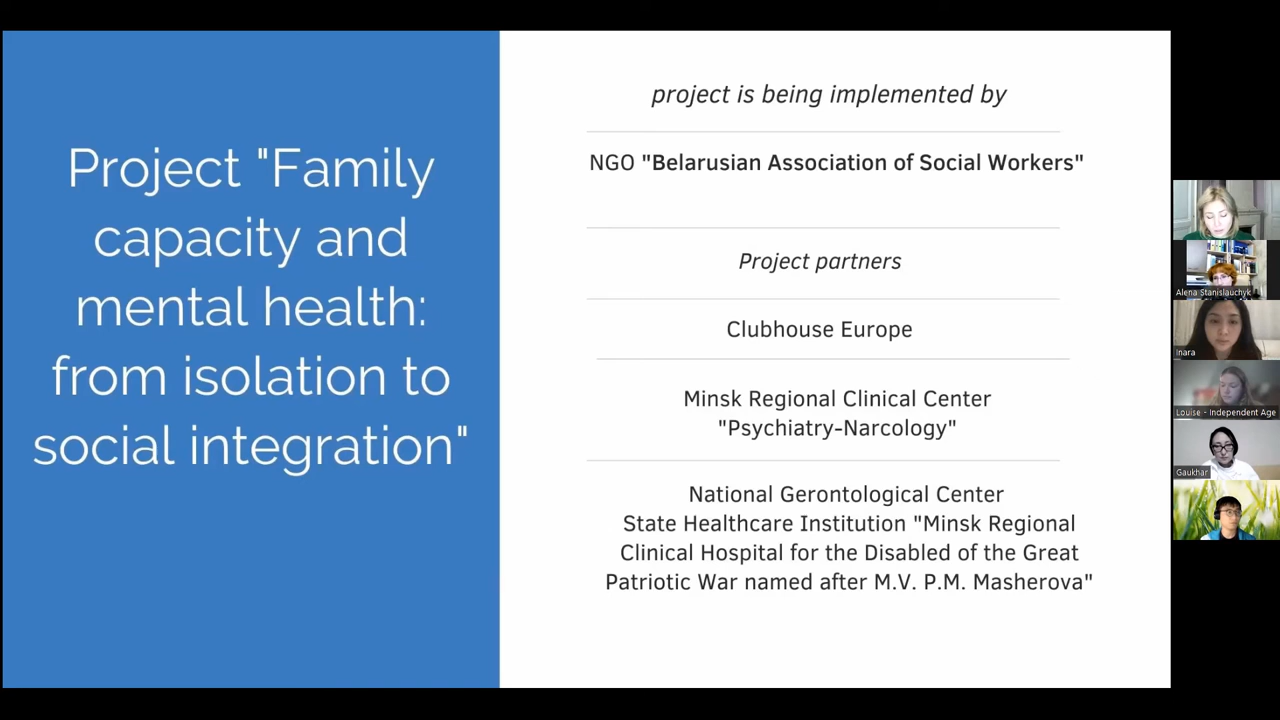 Project "Family
capacity and
mental health:
from isolation to
social integration"
project is being implemented by
NGO "Belarusian Association of Social Workers"
Project partners
Clubhouse Europe
Minsk Regional Clinical Center
"Psychiatry-Narcology"
National Gerontological Center
State Healthcare Institution "Minsk Regional
Clinical Hospital for the Disabled of the Great
Patriotic War named after M.V. P.M. Masherova"
Alena Stanislauchyk
Inara
Louise - Independent Age
Gaukhar